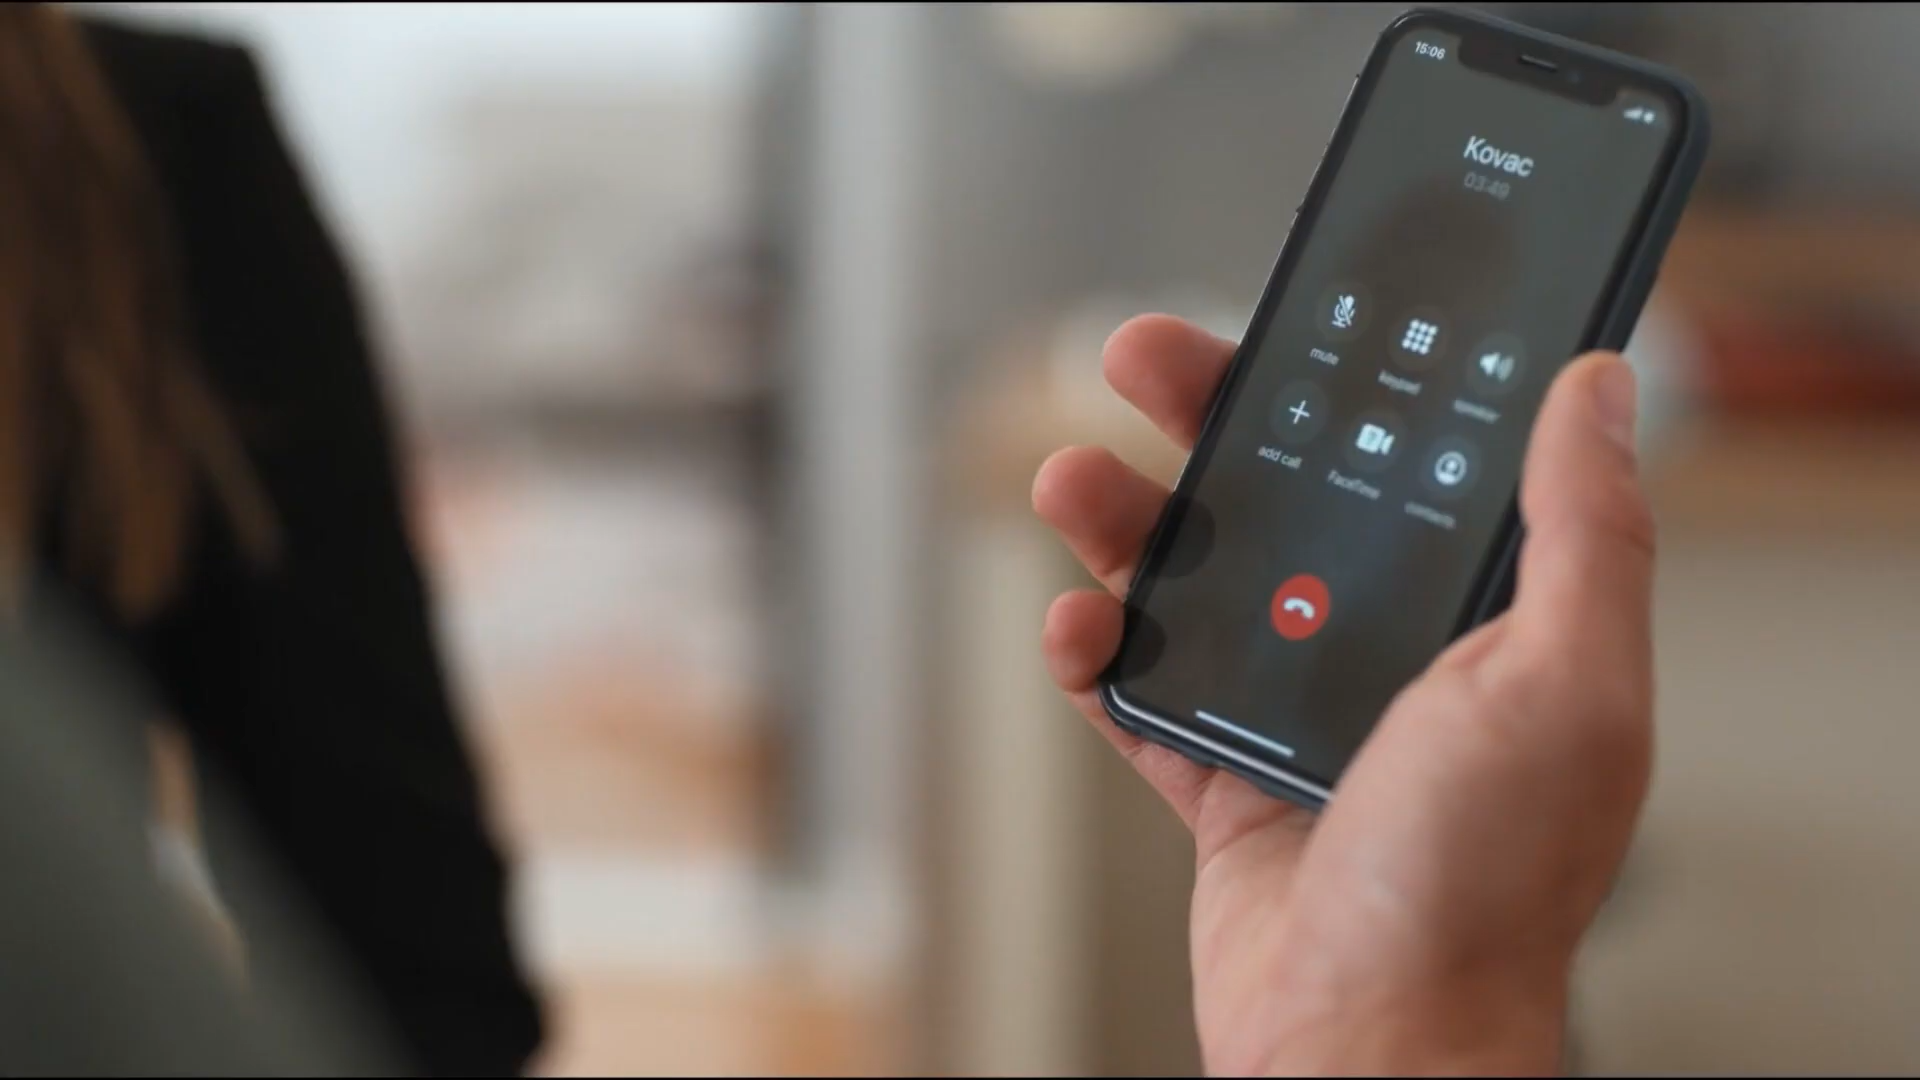 15:06
Kovac
03:49
mute
keypad
speaker
add call
FaceTime
contacts